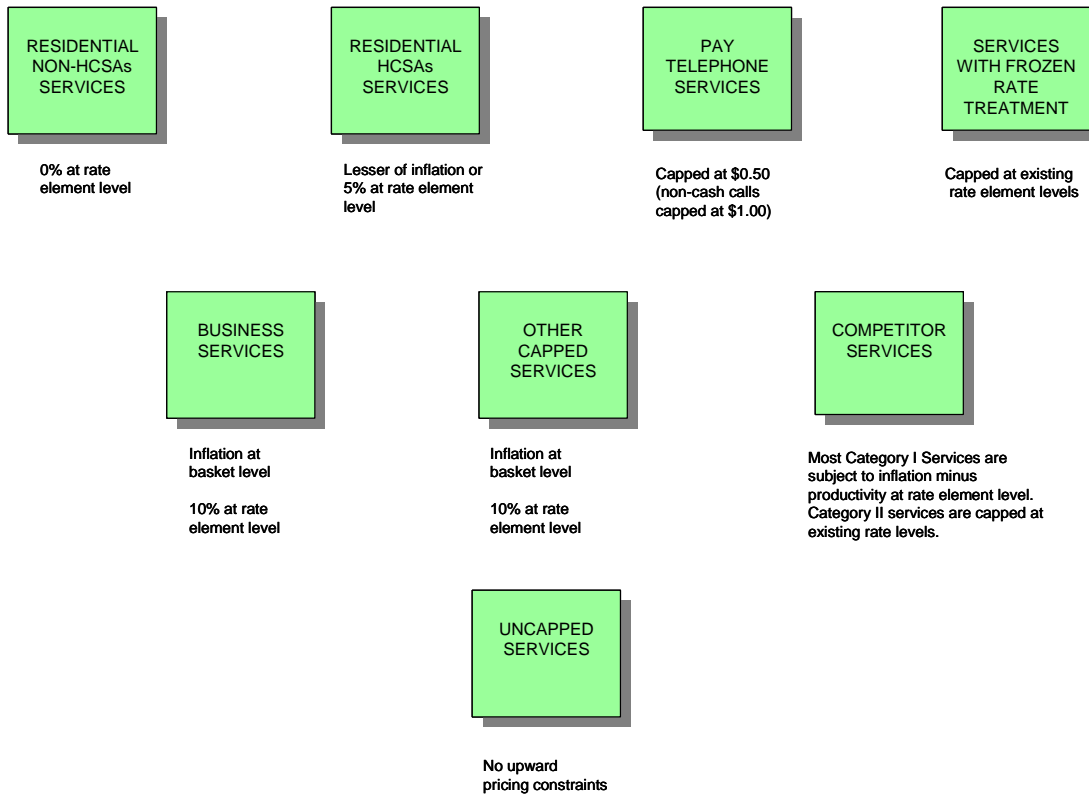 RESIDENTIAL
NON-HCSAs
SERVICES
0% at rate
element level
RESIDENTIAL
HCSAs
SERVICES
Lesser of inflation or
5% at rate element
level
PAY
TELEPHONE
SERVICES
Capped at $0.50
(non-cash calls
capped at $1.00)
SERVICES
WITH FROZEN
RATE
TREATMENT
Capped at existing
rate element levels
BUSINESS
SERVICES
Inflation at
basket level
10% at rate
element level
OTHER
CAPPED
SERVICES
Inflation at
basket level
10% at rate
element level
COMPETITOR
SERVICES
Most Category I Services are
subject to inflation minus
productivity at rate element level.
Category II services are capped at
existing rate levels.
UNCAPPED
SERVICES
No upward
pricing constraints